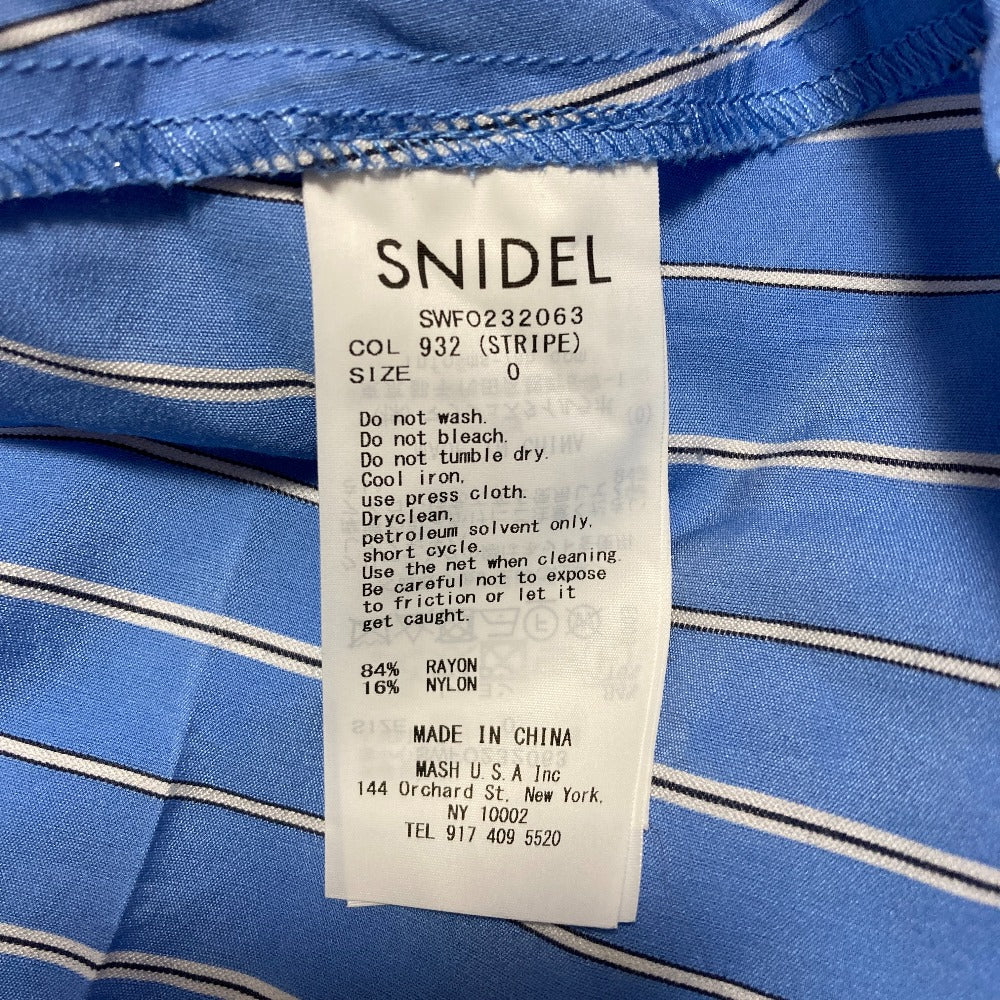 SNIDEL
SWFO232063
COL 932 (STRIPE)
SIZE 0
Do not wash.
Do not bleach.
Do not tumble dry.
Cool iron,
use press cloth.
Dryclean,
petroleum solvent only.
short cycle.
Use the net when cleaning.
Be careful not to expose
to friction or let it
get caught.
84% RAYON
16% NYLON
MADE IN CHINA
MASH U.S.A Inc
144 Orchard St, New York,
NY 10002
TEL 917 409 5520